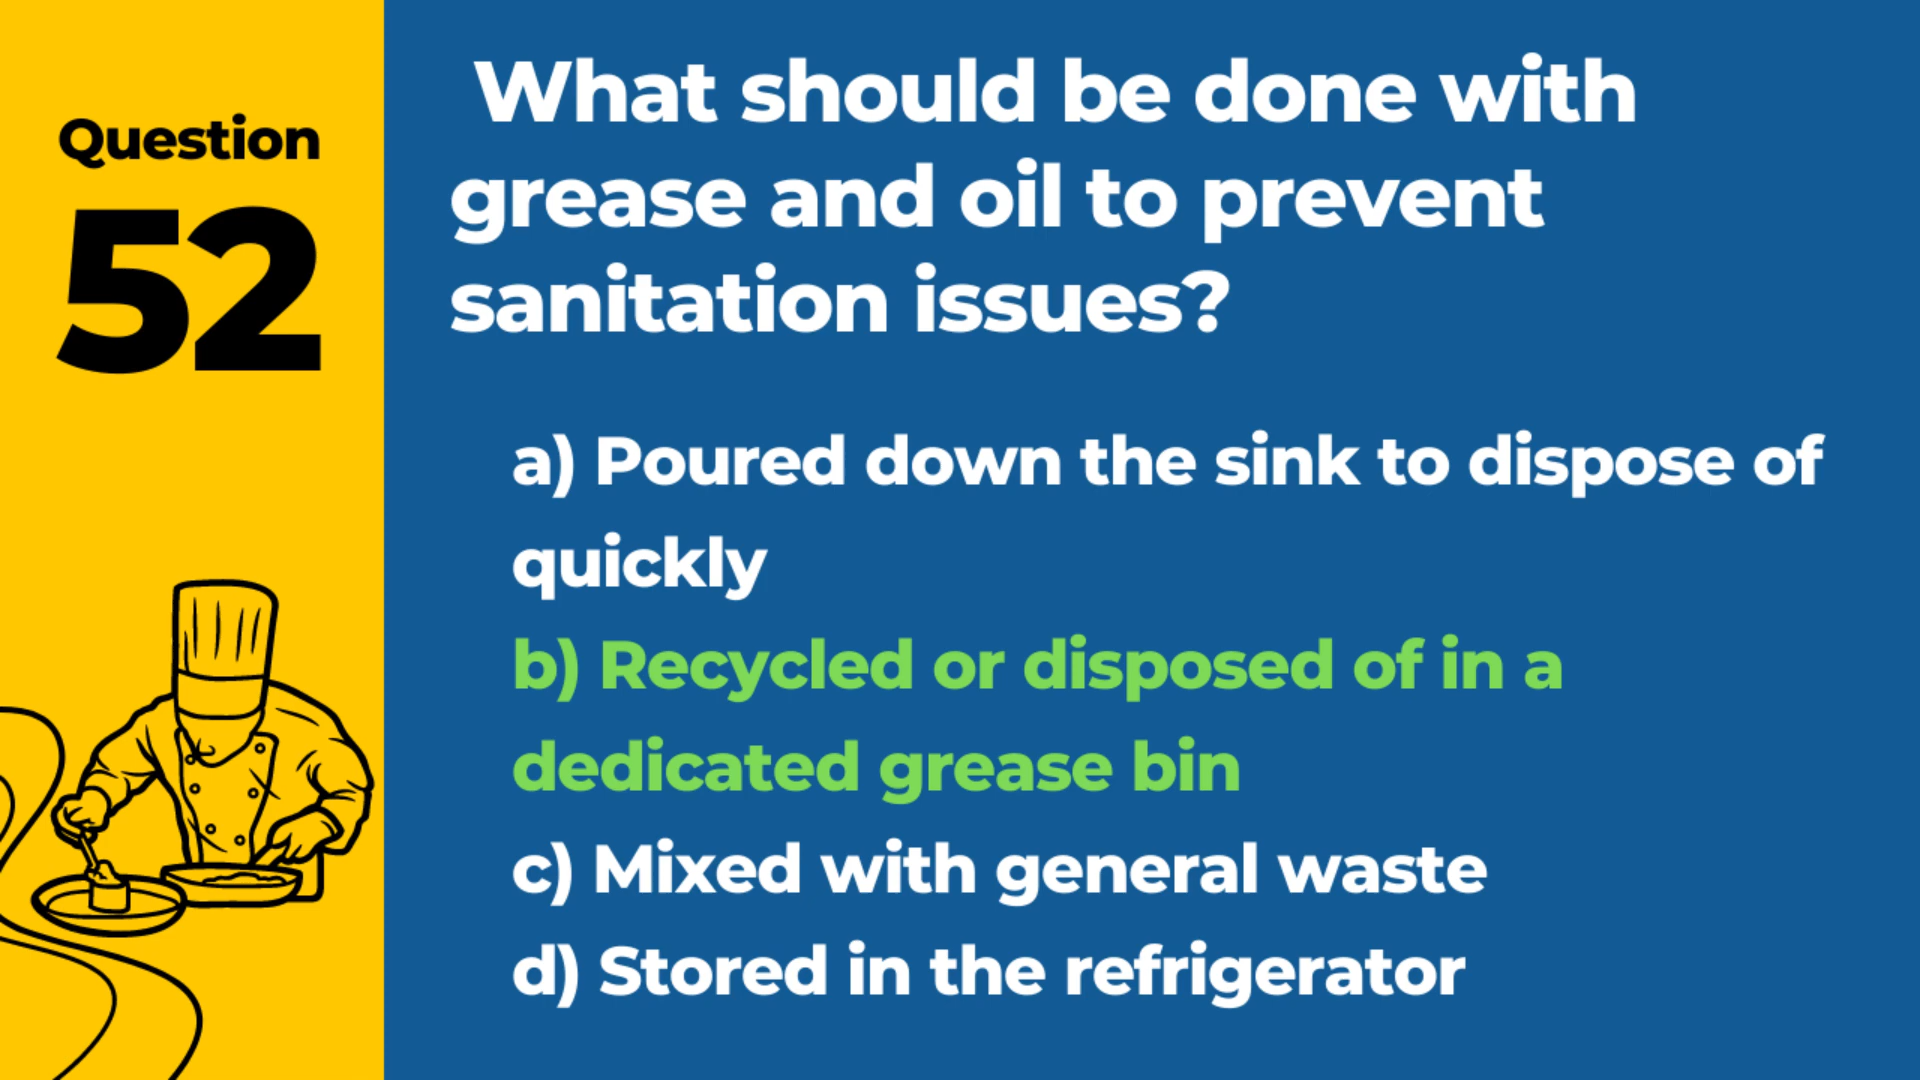 Question
52
What should be done with
grease and oil to prevent
sanitation issues?
a) Poured down the sink to dispose of
quickly
b) Recycled or disposed of in a
dedicated grease bin
c) Mixed with general waste
d) Stored in the refrigerator